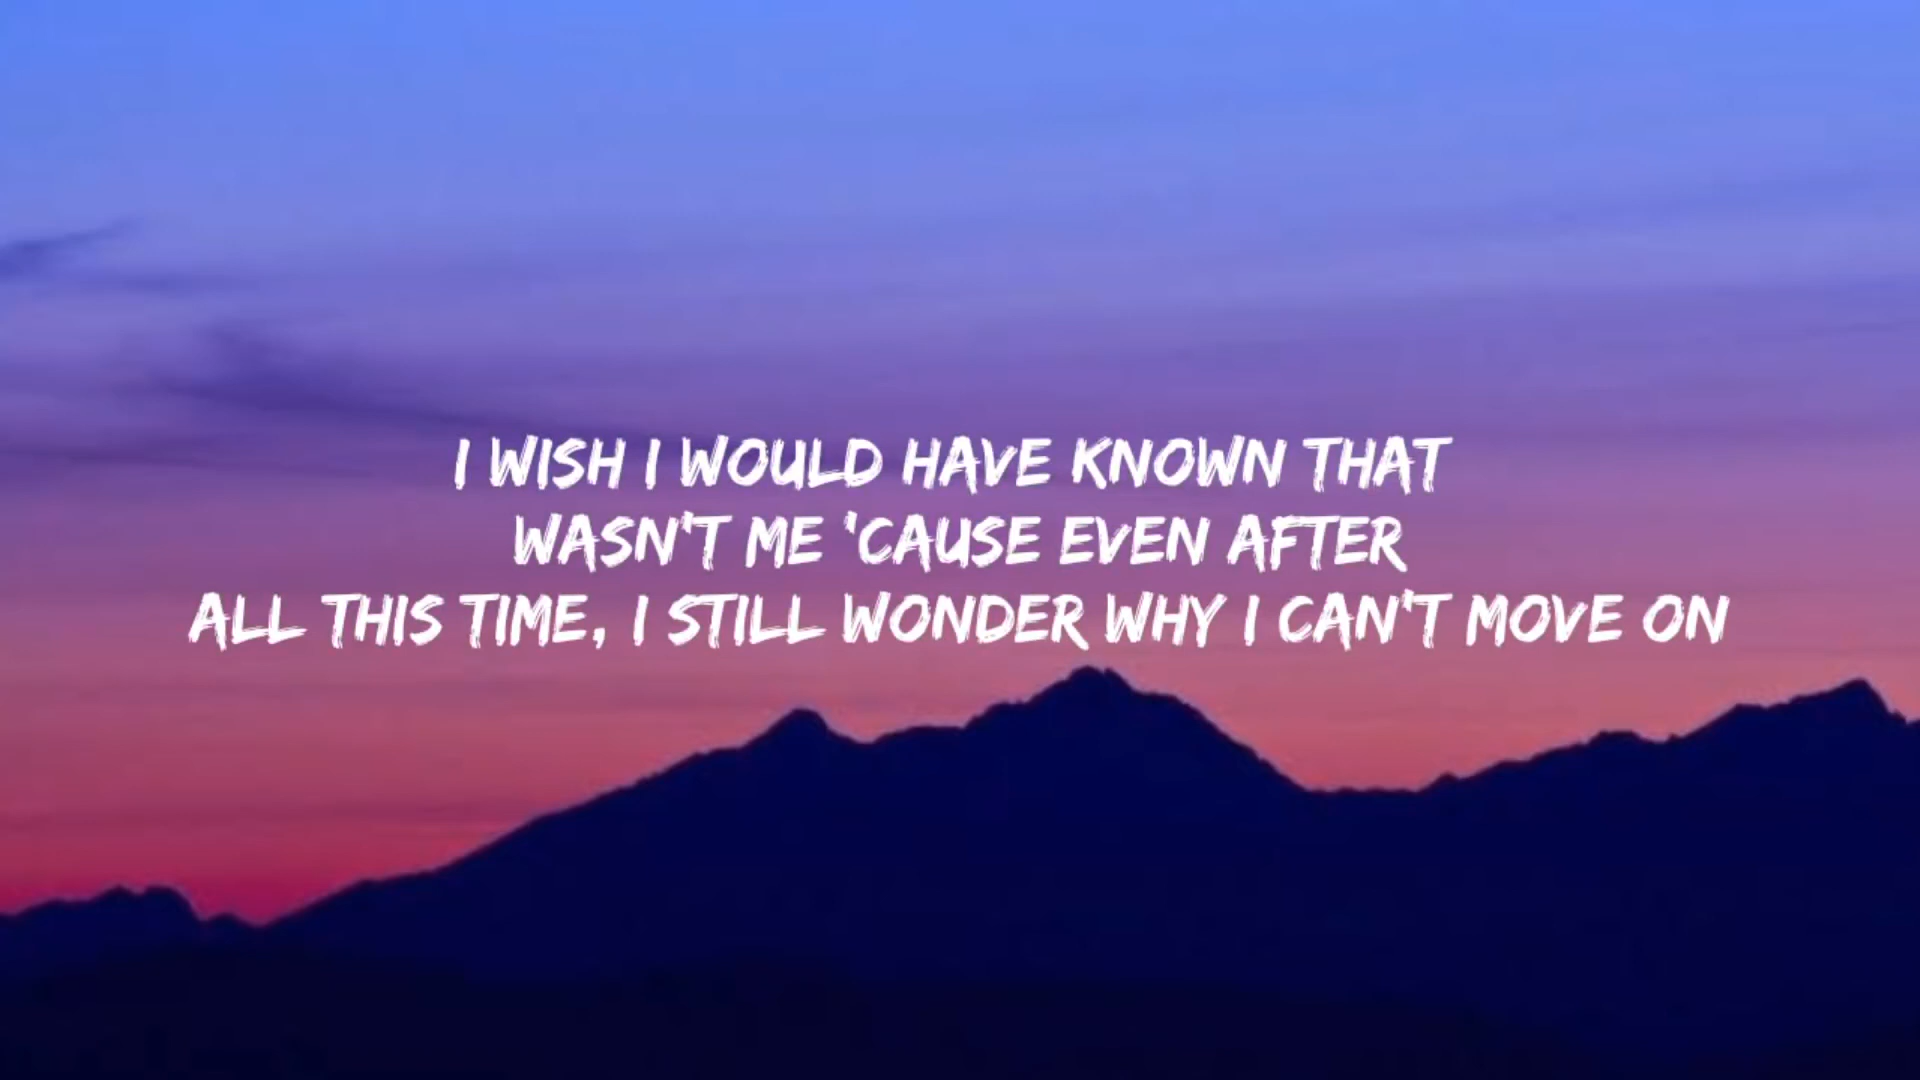 I WISH I WOULD HAVE KNOWN THAT
WASN'T ME 'CAUSE EVEN AFTER
ALL THIS TIME, I STILL WONDER WHY I CAN'T MOVE ON